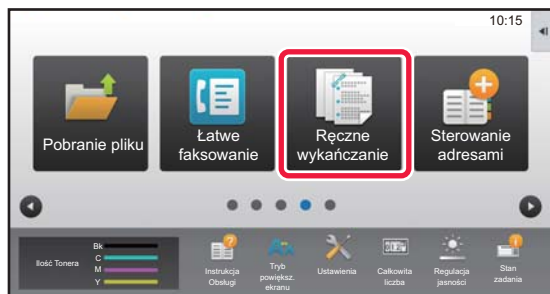 10:15
Pobranie pliku
Łatwe
faksowanie
Ręczne
wykańczanie
Sterowanie
adresami
Ilość Tonera
Bk
C
M
Y
Instrukcja
Obsługi
Tryb
powiększ.
ekranu
Ustawienia
Całkowita
liczba
Regulacja
jasności
Stan
zadania